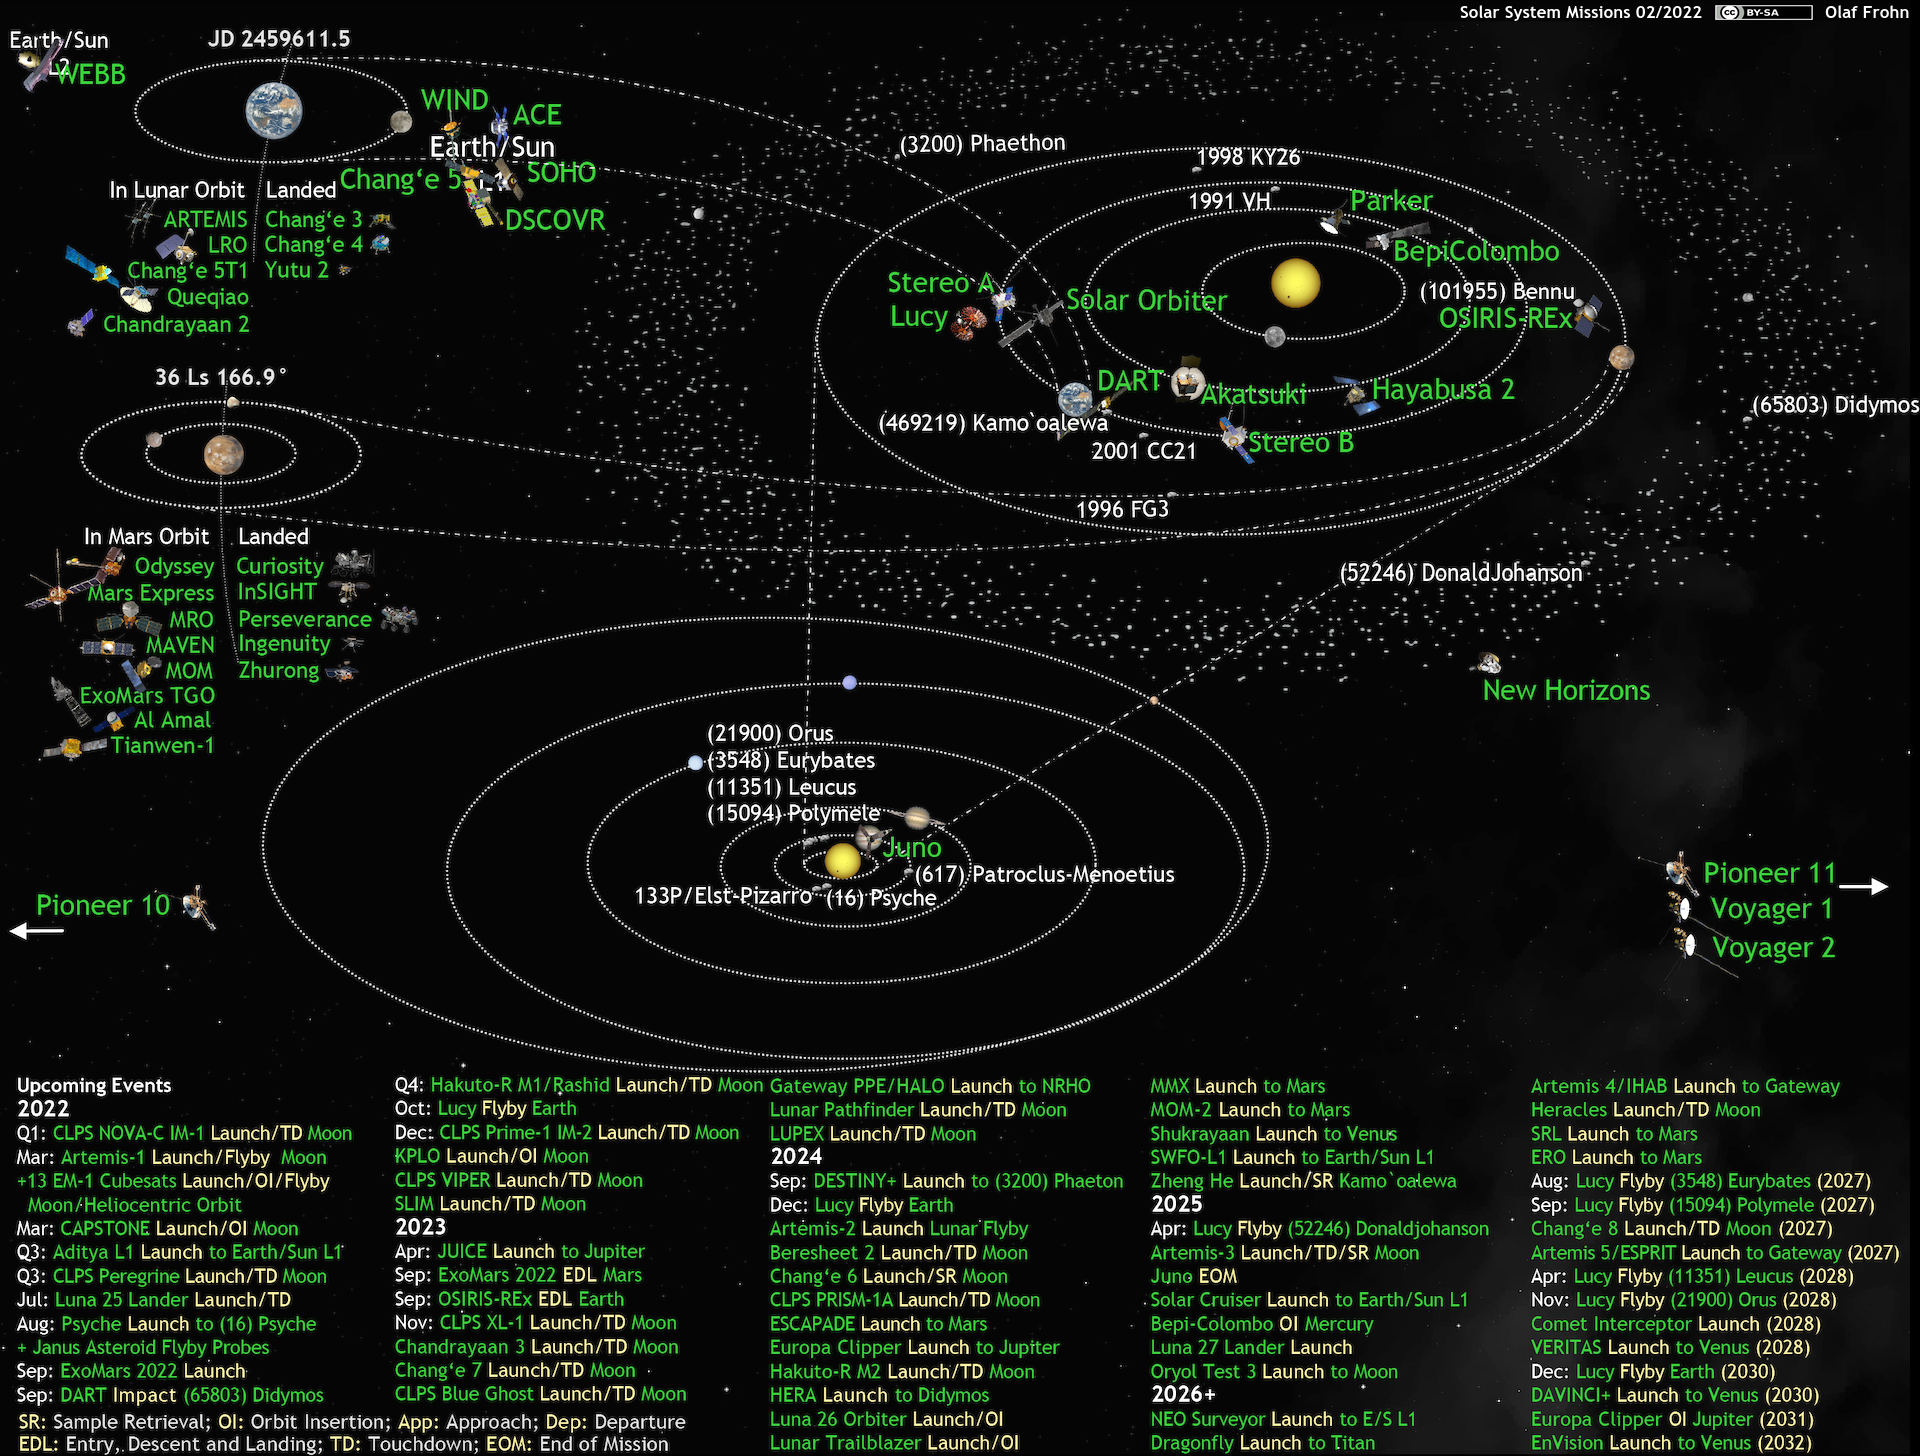 Solar System Missions 02/2022 cc BY-SA Olaf Frohn
Earth/Sun
L2
WEBB
JD 2459611.5
WIND
ACE
Earth/Sun
L1
Chang‘e 5
SOHO
DSCOVR
In Lunar Orbit
ARTEMIS
LRO
Chang‘e 5T1
Queqiao
Chandrayaan 2
Landed
Chang‘e 3
Chang‘e 4
Yutu 2
(3200) Phaethon
1998 KY26
1991 VH
Parker
BepiColombo
Stereo A
Lucy
Solar Orbiter
(101955) Bennu
OSIRIS-REx
DART
Akatsuki
Hayabusa 2
(469219) Kamo`oalewa
2001 CC21
Stereo B
(65803) Didymos
1996 FG3
(52246) DonaldJohanson
New Horizons
36 Ls 166.9°
In Mars Orbit
Odyssey
Mars Express
MRO
MAVEN
MOM
ExoMars TGO
Al Amal
Tianwen-1
Landed
Curiosity
InSIGHT
Perseverance
Ingenuity
Zhurong
(21900) Orus
(3548) Eurybates
(11351) Leucus
(15094) Polymele
Juno
(617) Patroclus-Menoetius
133P/Elst-Pizarro
(16) Psyche
Pioneer 10
Pioneer 11
Voyager 1
Voyager 2
Upcoming Events
2022
Q1: CLPS NOVA-C IM-1 Launch/TD Moon
Mar: Artemis-1 Launch/Flyby Moon
+13 EM-1 Cubesats Launch/OI/Flyby
Moon/Heliocentric Orbit
Mar: CAPSTONE Launch/OI Moon
Q3: Aditya L1 Launch to Earth/Sun L1
Q3: CLPS Peregrine Launch/TD Moon
Jul: Luna 25 Lander Launch/TD
Aug: Psyche Launch to (16) Psyche
+ Janus Asteroid Flyby Probes
Sep: ExoMars 2022 Launch
Sep: DART Impact (65803) Didymos
Q4: Hakuto-R M1/Rashid Launch/TD Moon
Oct: Lucy Flyby Earth
Dec: CLPS Prime-1 IM-2 Launch/TD Moon
KPLO Launch/OI Moon
CLPS VIPER Launch/TD Moon
SLIM Launch/TD Moon
2023
Apr: JUICE Launch to Jupiter
Sep: ExoMars 2022 EDL Mars
Sep: OSIRIS-REx EDL Earth
Nov: CLPS XL-1 Launch/TD Moon
Chandrayaan 3 Launch/TD Moon
Chang‘e 7 Launch/TD Moon
CLPS Blue Ghost Launch/TD Moon
Gateway PPE/HALO Launch to NRHO
Lunar Pathfinder Launch/TD Moon
LUPEX Launch/TD Moon
2024
Sep: DESTINY+ Launch to (3200) Phaeton
Dec: Lucy Flyby Earth
Artemis-2 Launch Lunar Flyby
Beresheet 2 Launch/TD Moon
Chang‘e 6 Launch/SR Moon
CLPS PRISM-1A Launch/TD Moon
ESCAPADE Launch to Mars
Europa Clipper Launch to Jupiter
Hakuto-R M2 Launch/TD Moon
HERA Launch to Didymos
Luna 26 Orbiter Launch/OI
Lunar Trailblazer Launch/OI
MMX Launch to Mars
MOM-2 Launch to Mars
Shukrayaan Launch to Venus
SWFO-L1 Launch to Earth/Sun L1
Zheng He Launch/SR Kamo`oalewa
2025
Apr: Lucy Flyby (52246) Donaldjohanson
Artemis-3 Launch/TD/SR Moon
Juno EOM
Solar Cruiser Launch to Earth/Sun L1
Bepi-Colombo OI Mercury
Luna 27 Lander Launch
Oryol Test 3 Launch to Moon
2026+
NEO Surveyor Launch to E/S L1
Dragonfly Launch to Titan
Artemis 4/IHAB Launch to Gateway
Heracles Launch/TD Moon
SRL Launch to Mars
ERO Launch to Mars
Aug: Lucy Flyby (3548) Eurybates (2027)
Sep: Lucy Flyby (15094) Polymele (2027)
Chang‘e 8 Launch/TD Moon (2027)
Artemis 5/ESPRIT Launch to Gateway (2027)
Apr: Lucy Flyby (11351) Leucus (2028)
Nov: Lucy Flyby (21900) Orus (2028)
Comet Interceptor Launch (2028)
VERITAS Launch to Venus (2028)
Dec: Lucy Flyby Earth (2030)
DAVINCI+ Launch to Venus (2030)
Europa Clipper OI Jupiter (2031)
EnVision Launch to Venus (2032)
SR: Sample Retrieval; OI: Orbit Insertion; App: Approach; Dep: Departure
EDL: Entry, Descent and Landing; TD: Touchdown; EOM: End of Mission